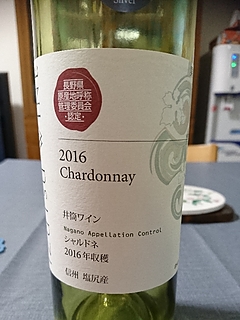 Silver
長野県
原産地呼称
管理委員会
・認定・
2016
Chardonnay
井筒ワイン
Nagano Appellation Control
シャルドネ
2016年収穫
信州 塩尻産